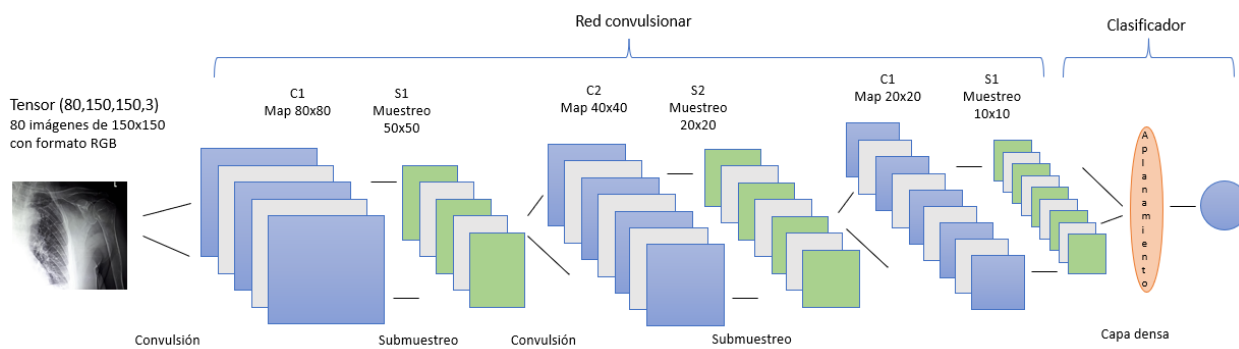 Red convulsionar
Clasificador
Tensor (80,150,150,3)
80 imágenes de 150x150
con formato RGB
C1
Map 80x80
S1
Muestreo
50x50
C2
Map 40x40
S2
Muestreo
20x20
C1
Map 20x20
S1
Muestreo
10x10
L
Aplanamiento
Convulsión
Submuestreo
Convulsión
Submuestreo
Capa densa